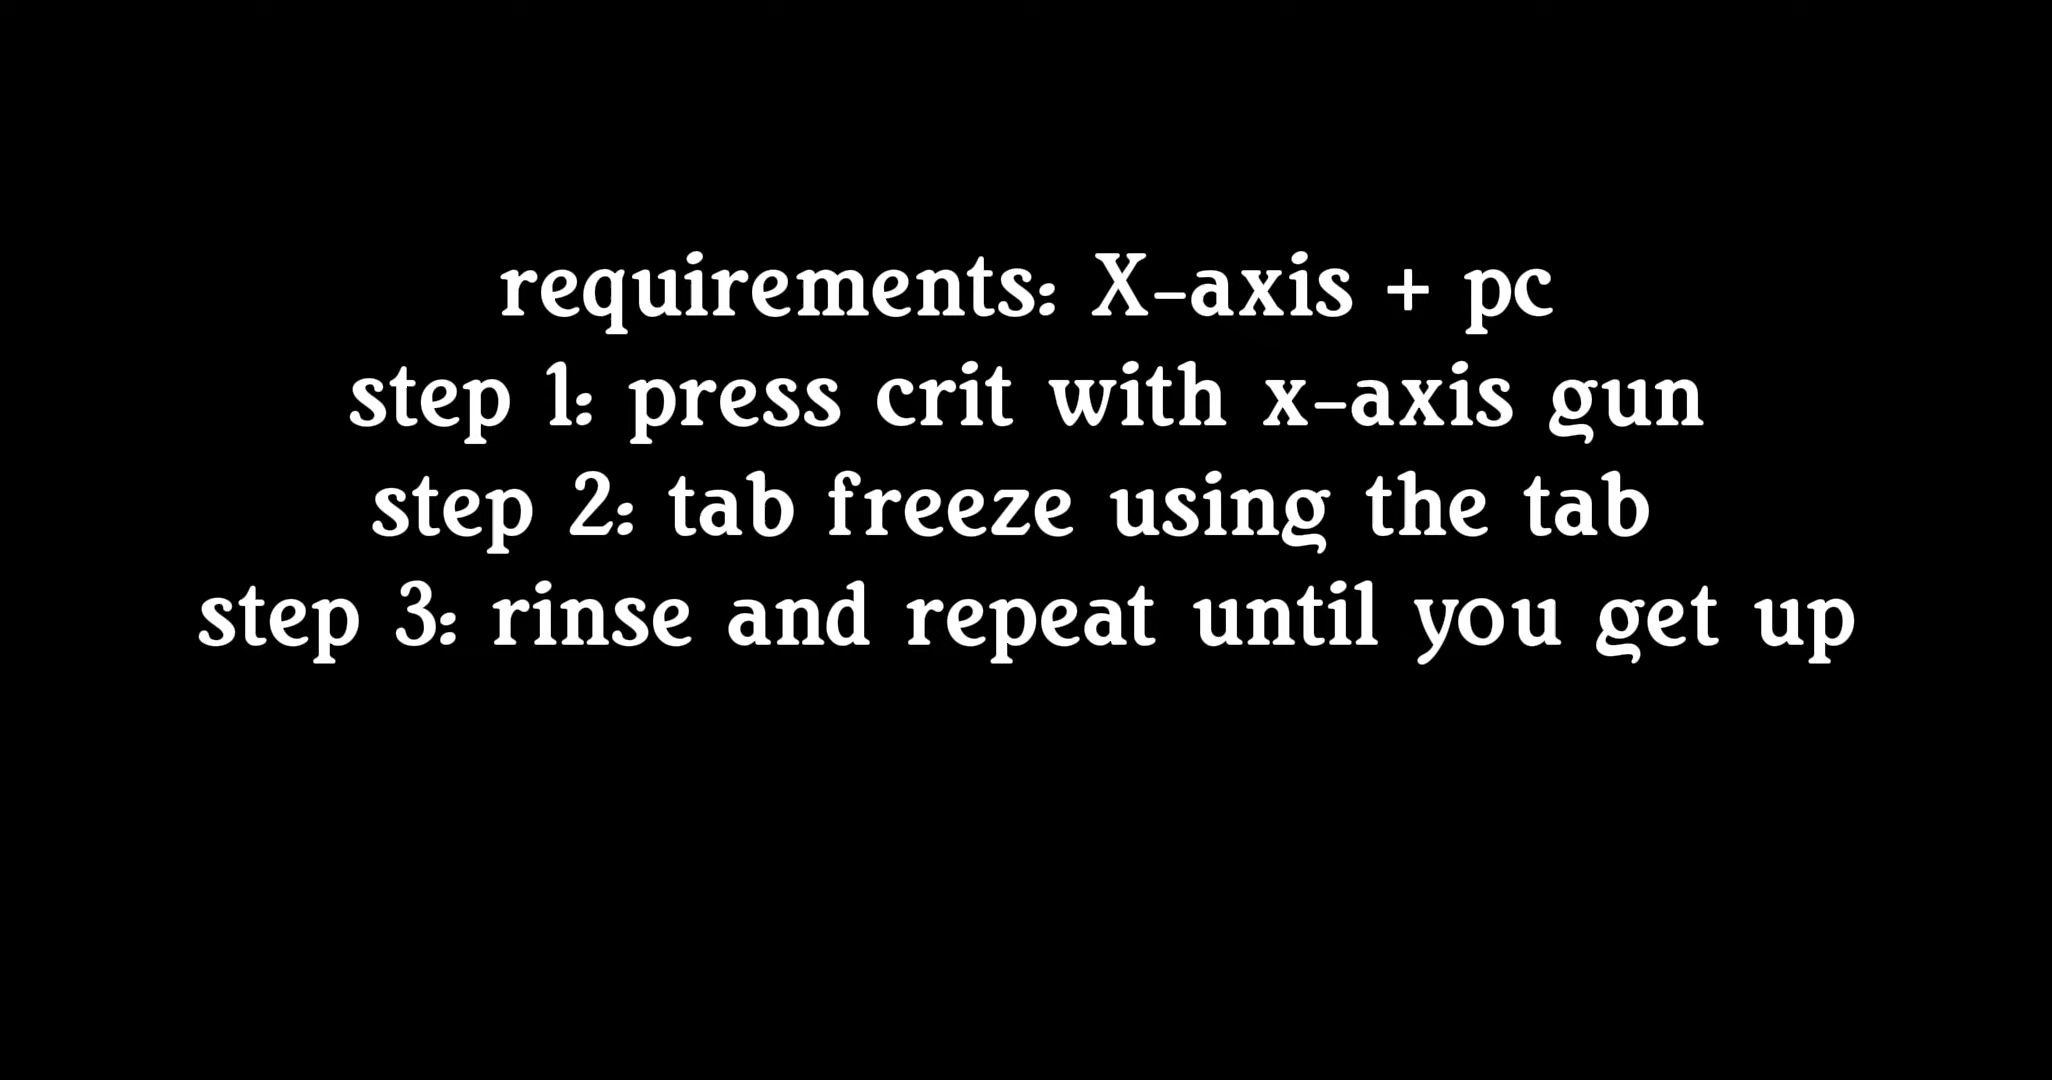 requirements: X-axis + pc
step 1: press crit with x-axis gun
step 2: tab freeze using the tab
step 3: rinse and repeat until you get up